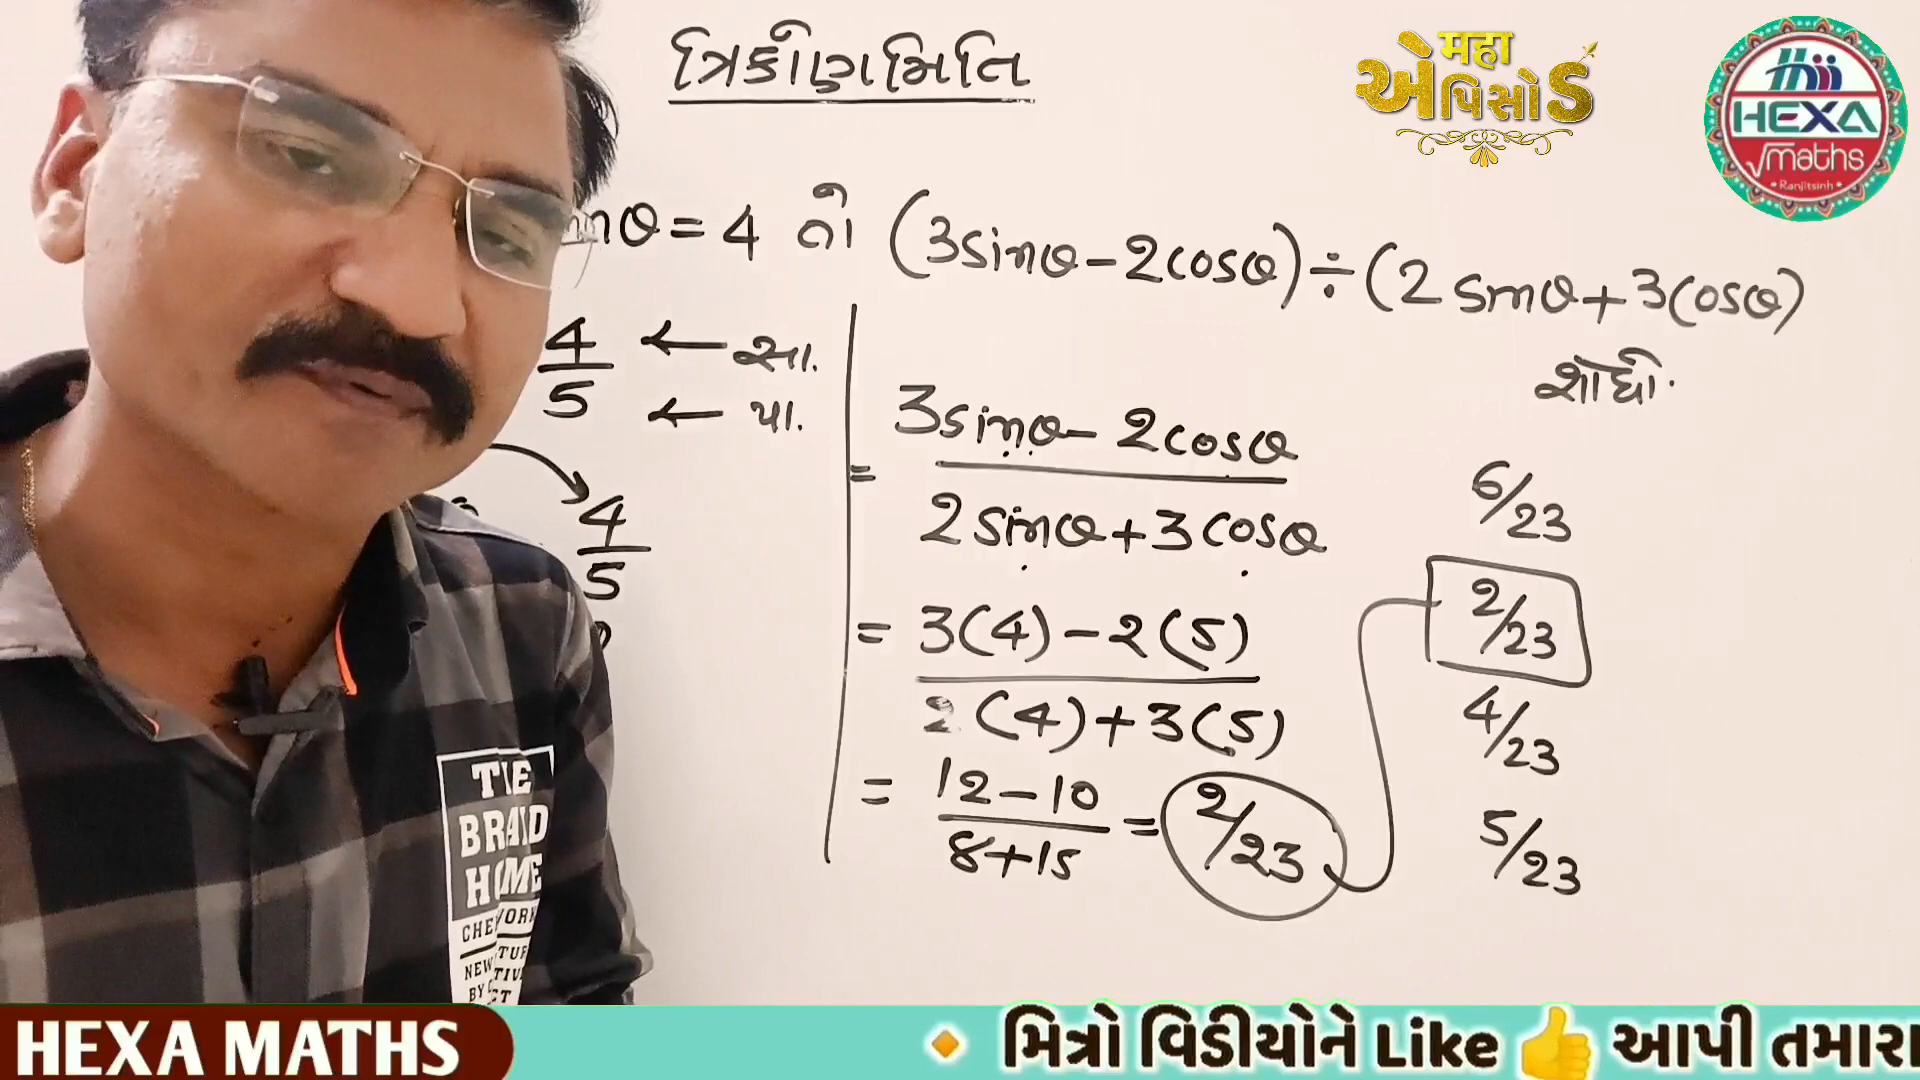 ત્રિકોણમિતિ
મહા
એપિસોડ
HEXA
√maths
Ranjitsinh
nθ = 4 તો (3sinθ - 2cosθ) ÷ (2sinθ + 3cosθ)
શોધો.
4/5 ← સા.
← પા.
4/5
= 3sinθ - 2cosθ / 2sinθ + 3cosθ
= 3(4) - 2(5) / 2(4) + 3(5)
= 12 - 10 / 8 + 15 = 2/23
6/23
2/23
4/23
5/23
THE
BRAND
HOME
HEXA MATHS
મિત્રો વિડીયોને Like 👍 આપી તમારા